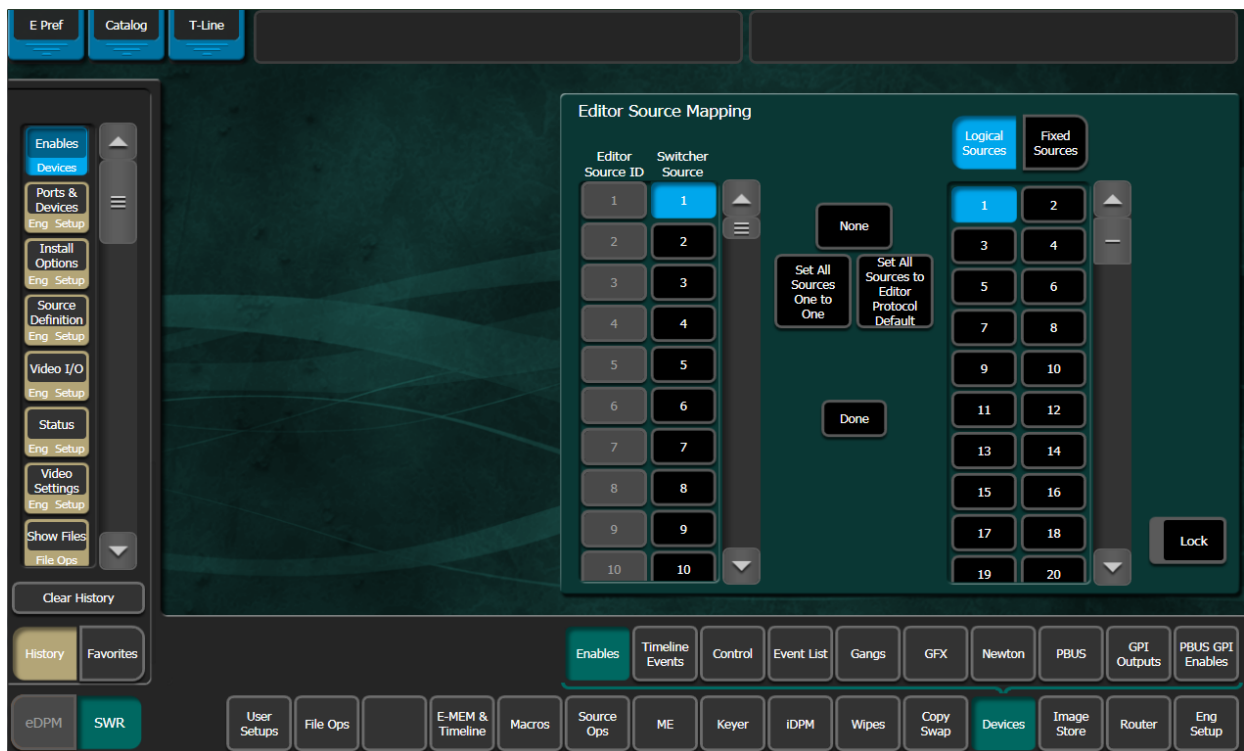 E Pref
Catalog
T-Line
Enables
Devices
Ports &
Devices
Eng Setup
Install
Options
Eng Setup
Source
Definition
Eng Setup
Video I/O
Eng Setup
Status
Eng Setup
Video
Settings
Eng Setup
Show Files
File Ops
Clear History
History
Favorites
eDPM
SWR
Editor Source Mapping
Editor
Source ID
Switcher
Source
1
1
2
2
3
3
4
4
5
5
6
6
7
7
8
8
9
9
10
10
None
Set All
Sources
One to
One
Set All
Sources to
Editor
Protocol
Default
Done
Logical
Sources
Fixed
Sources
1
2
3
4
5
6
7
8
9
10
11
12
13
14
15
16
17
18
19
20
Lock
Enables
Timeline
Events
Control
Event List
Gangs
GFX
Newton
PBUS
GPI
Outputs
PBUS GPI
Enables
User
Setups
File Ops
E-MEM &
Timeline
Macros
Source
Ops
ME
Keyer
iDPM
Wipes
Copy
Swap
Devices
Image
Store
Router
Eng
Setup